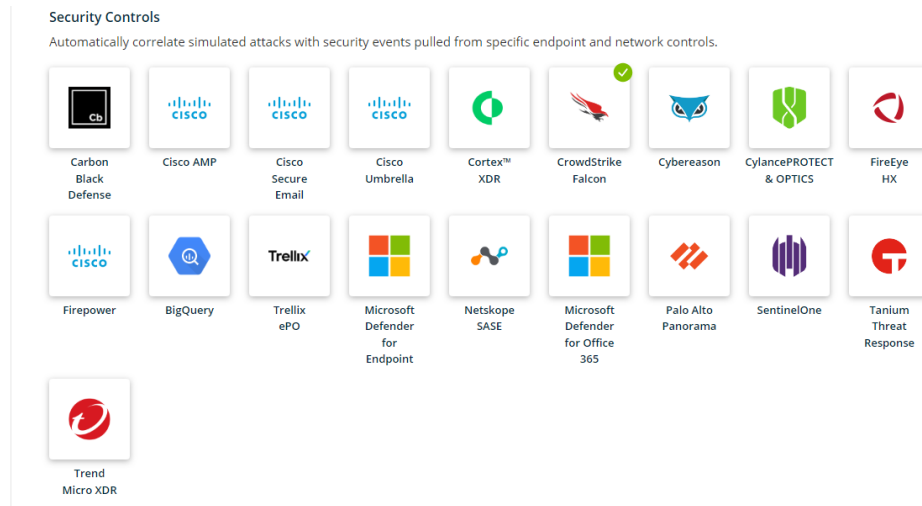 Security Controls
Automatically correlate simulated attacks with security events pulled from specific endpoint and network controls.
Cb
CISCO
CISCO
CISCO
Carbon
Black
Defense
Cisco AMP
Cisco
Secure
Email
Cisco
Umbrella
Cortex™
XDR
CrowdStrike
Falcon
Cybereason
CylancePROTECT
& OPTICS
FireEye
HX
CISCO
Trellix
Firepower
BigQuery
Trellix
ePO
Microsoft
Defender
for
Endpoint
Netskope
SASE
Microsoft
Defender
for Office
365
Palo Alto
Panorama
SentinelOne
Tanium
Threat
Response
Trend
Micro XDR